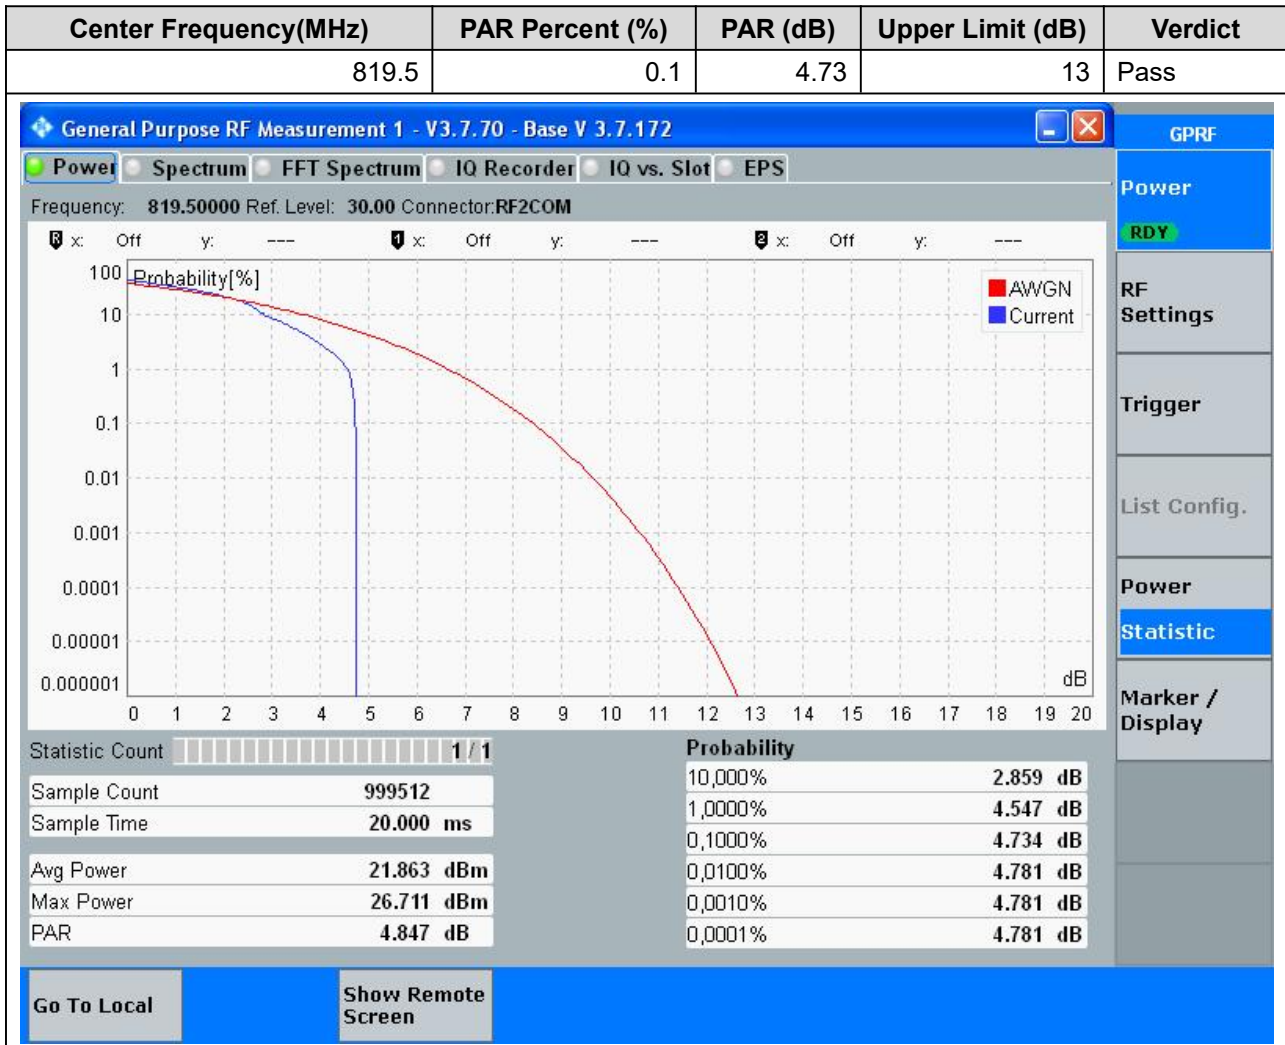 Center Frequency(MHz) PAR Percent (%) PAR (dB) Upper Limit (dB) Verdict
819.5 0.1 4.73 13 Pass
General Purpose RF Measurement 1 - V3.7.70 - Base V 3.7.172
GPRF
Power Spectrum FFT Spectrum IQ Recorder IQ vs. Slot EPS
Frequency: 819.50000 Ref. Level: 30.00 Connector:RF2COM
R x: Off y: --- 1 x: Off y: --- 2 x: Off y: ---
Probability[%]
100
10
1
0.1
0.01
0.001
0.0001
0.00001
0.000001
AWGN
Current
dB
0 1 2 3 4 5 6 7 8 9 10 11 12 13 14 15 16 17 18 19 20
Statistic Count 1 / 1
Sample Count 999512
Sample Time 20.000 ms
Avg Power 21.863 dBm
Max Power 26.711 dBm
PAR 4.847 dB
Probability
10,000% 2.859 dB
1,0000% 4.547 dB
0,1000% 4.734 dB
0,0100% 4.781 dB
0,0010% 4.781 dB
0,0001% 4.781 dB
Power
RDY
RF
Settings
Trigger
List Config.
Power
Statistic
Marker /
Display
Go To Local
Show Remote
Screen